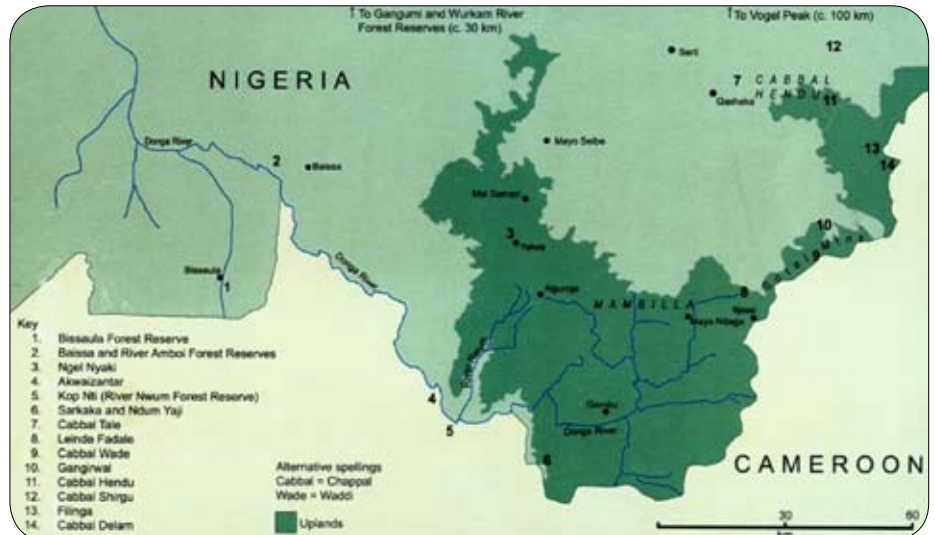 ↑ To Gangumi and Wurkam River
Forest Reserves (c. 30 km)
↑ To Vogel Peak (c. 100 km)
NIGERIA
Serti
12
7 CABBAL
HENDU
Gashaka
11
Donga River
2
Baissa
Mayo Selbe
13
14
Mai Samari
10
3
Donga River
Bissaula
1
Nguroje
MAMBILLA
8
Mayo Ndaga
Njawai
4
5
Gembu
Donga River
6
CAMEROON
Key
1. Bissaula Forest Reserve
2. Baissa and River Amboi Forest Reserves
3. Ngel Nyaki
4. Akwaizantar
5. Kop Nti (River Nwum Forest Reserve)
6. Sarkaka and Ndum Yaji
7. Cabbal Tale
8. Leinde Fadale
9. Cabbal Wade
10. Gangirwal
11. Cabbal Hendu
12. Cabbal Shirgu
13. Filinga
14. Cabbal Delam
Alternative spellings
Cabbal = Chappal
Wade = Waddi
Uplands
30
60
km